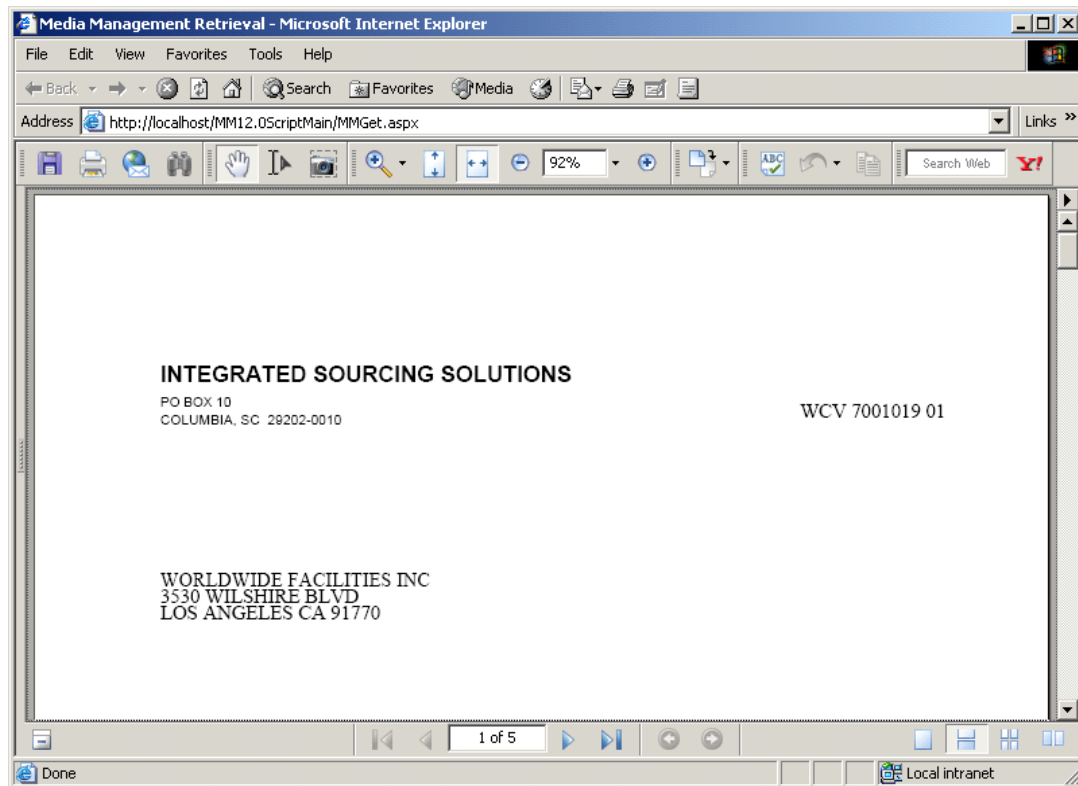 Media Management Retrieval - Microsoft Internet Explorer
File Edit View Favorites Tools Help
Back Search Favorites Media
Address http://localhost/MM12.0ScriptMain/MMGet.aspx Links »
92% ABC Search Web Y!
INTEGRATED SOURCING SOLUTIONS
PO BOX 10
COLUMBIA, SC 29202-0010
WCV 7001019 01
WORLDWIDE FACILITIES INC
3530 WILSHIRE BLVD
LOS ANGELES CA 91770
1 of 5
Done Local intranet